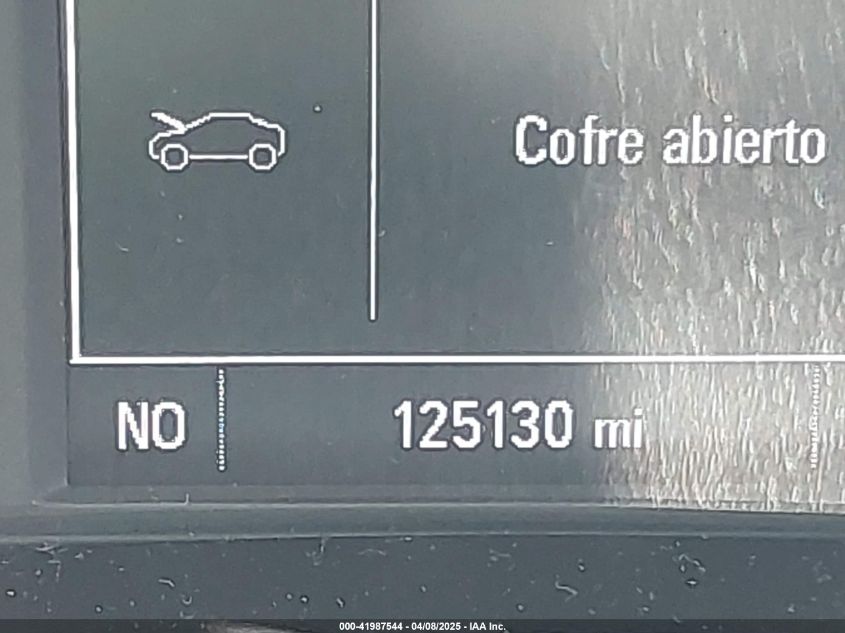 Cofre abierto
NO 125130 mi
000-41987544 - 04/08/2025 - IAA Inc.